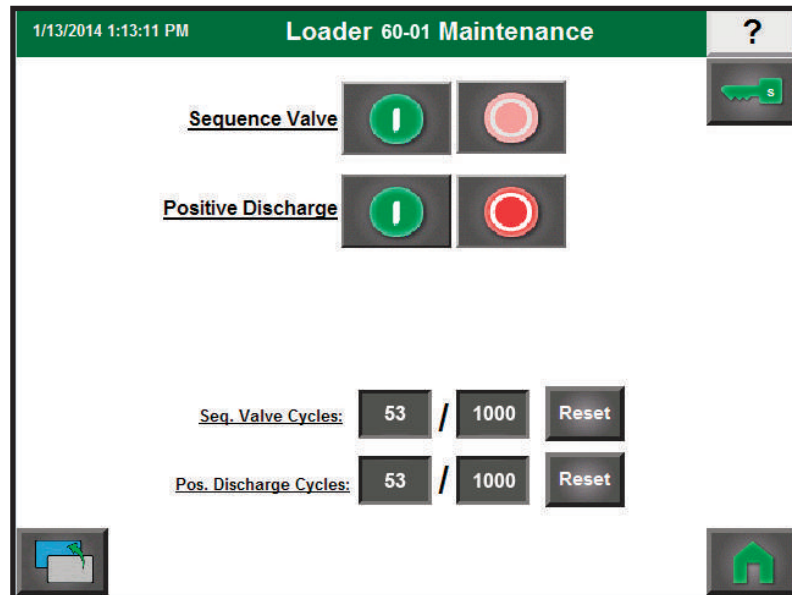 1/13/2014 1:13:11 PM Loader 60-01 Maintenance ?
s
Sequence Valve
Positive Discharge
Seq. Valve Cycles: 53 / 1000 Reset
Pos. Discharge Cycles: 53 / 1000 Reset